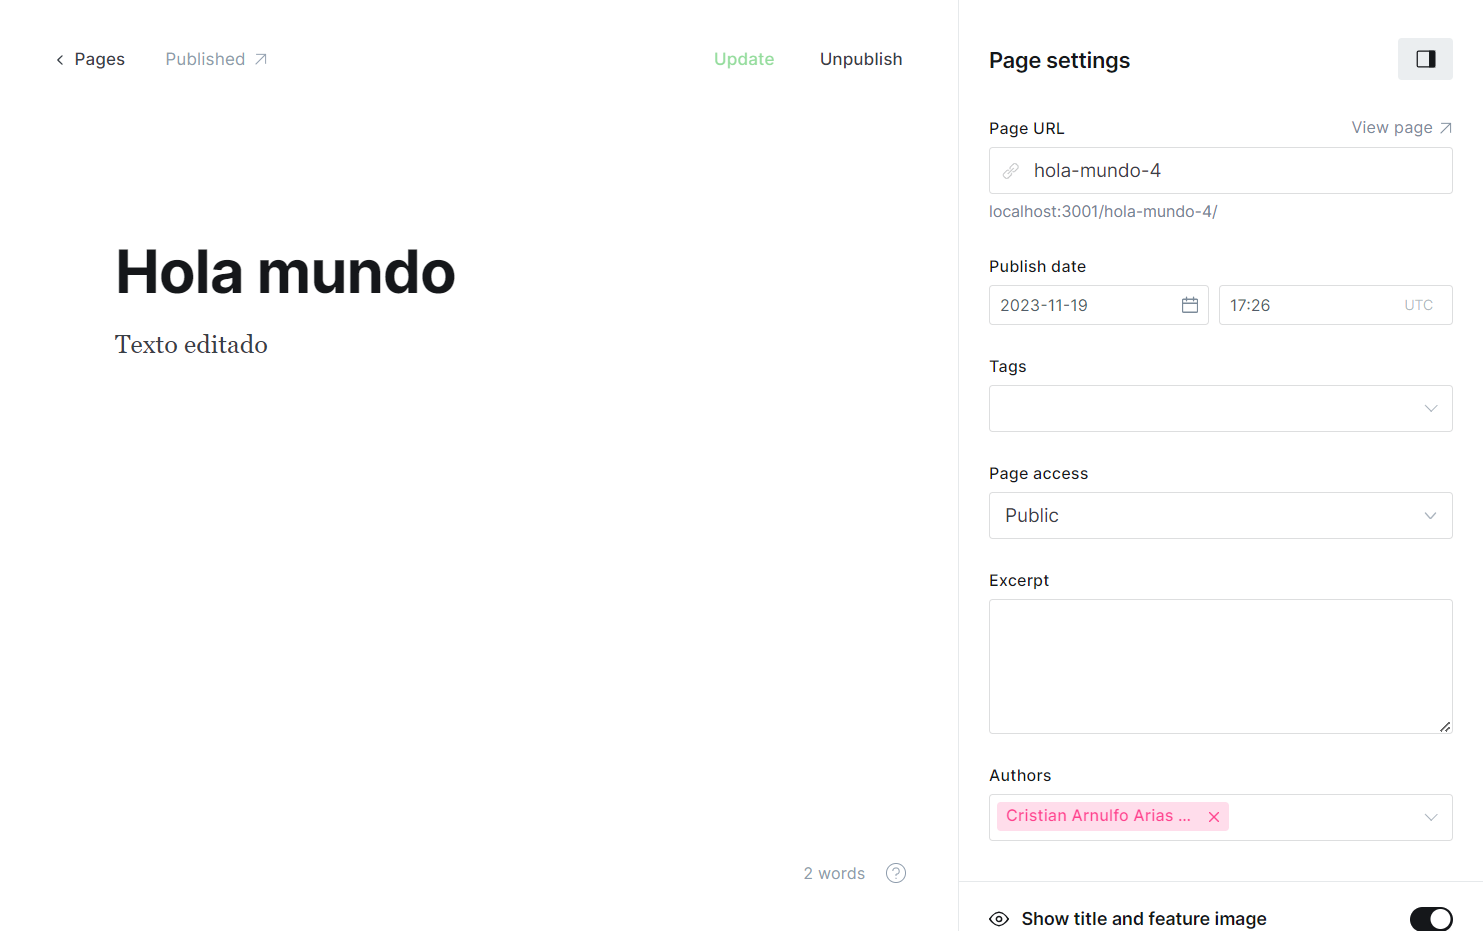 Pages
Published
Update
Unpublish
Hola mundo
Texto editado
2 words
?
Page settings
Page URL
View page
hola-mundo-4
localhost:3001/hola-mundo-4/
Publish date
2023-11-19
17:26
UTC
Tags
Page access
Public
Excerpt
Authors
Cristian Arnulfo Arias ...
Show title and feature image